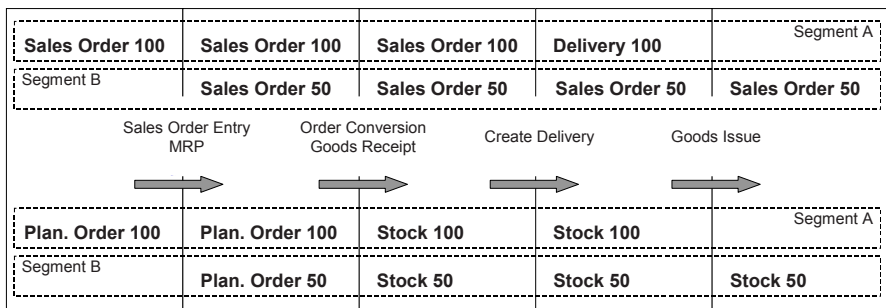 Segment A
Sales Order 100 Sales Order 100 Sales Order 100 Delivery 100
Segment B
Sales Order 50 Sales Order 50 Sales Order 50 Sales Order 50
Sales Order Entry
MRP
Order Conversion
Goods Receipt
Create Delivery
Goods Issue
Segment A
Plan. Order 100 Plan. Order 100 Stock 100 Stock 100
Segment B
Plan. Order 50 Stock 50 Stock 50 Stock 50